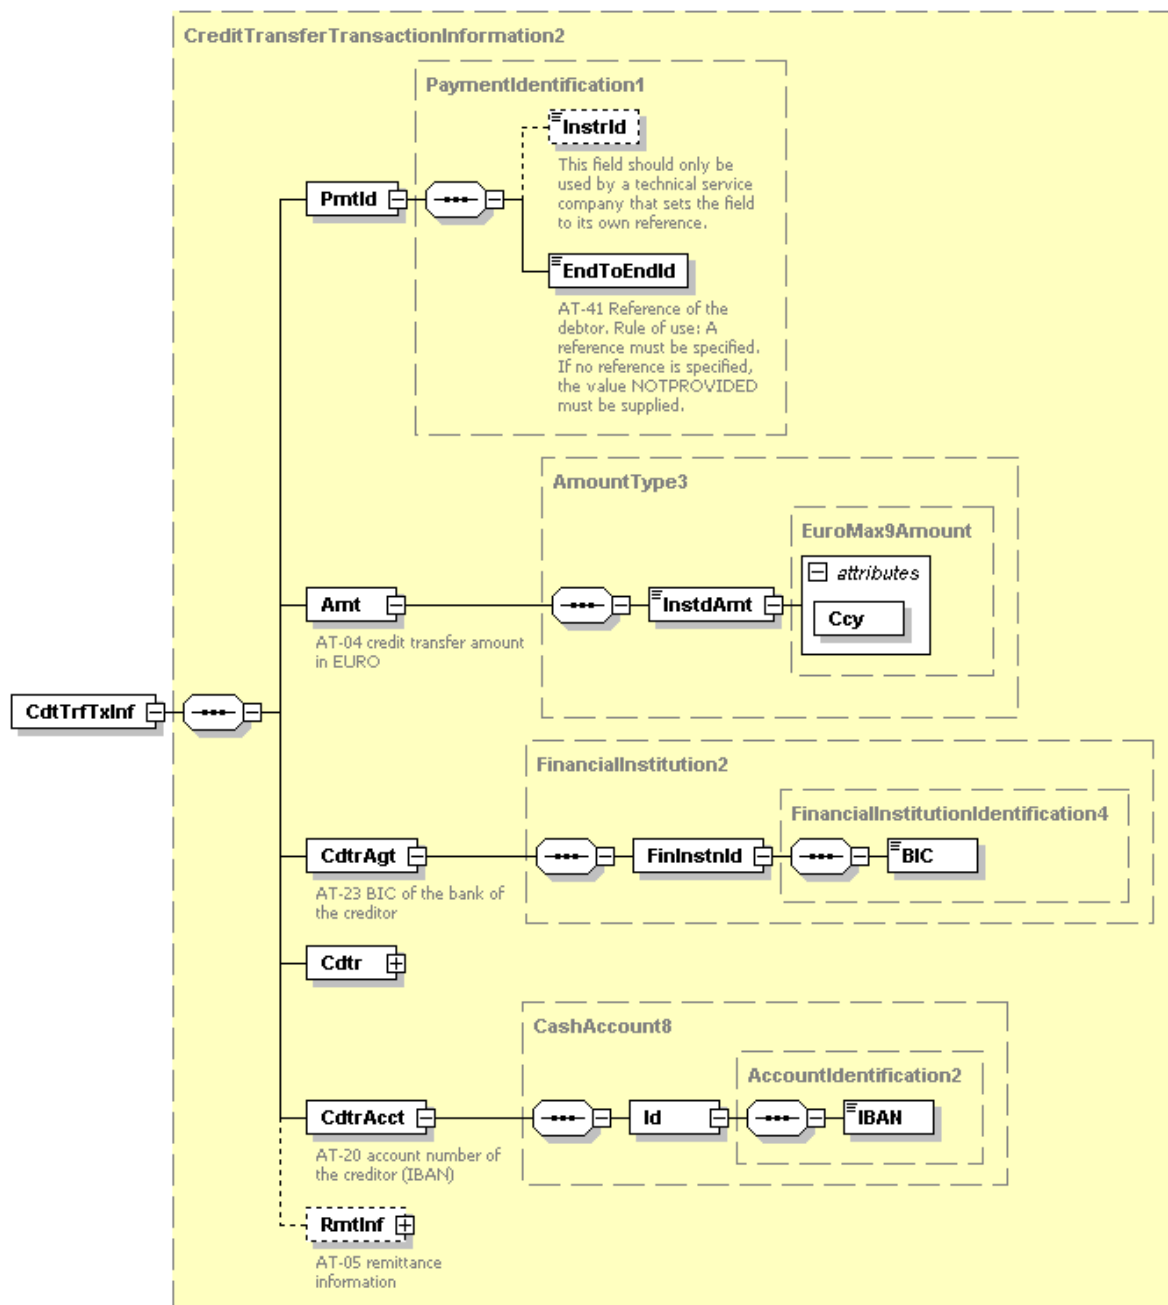 CreditTransferTransactionInformation2
PaymentIdentification1
InstrId
This field should only be
used by a technical service
company that sets the field
to its own reference.
PmtId
EndToEndId
AT-41 Reference of the
debtor. Rule of use: A
reference must be specified.
If no reference is specified,
the value NOTPROVIDED
must be supplied.
AmountType3
EuroMax9Amount
attributes
Amt
InstdAmt
Ccy
AT-04 credit transfer amount
in EURO
CdtTrfTxInf
FinancialInstitution2
FinancialInstitutionIdentification4
CdtrAgt
FinInstnId
BIC
AT-23 BIC of the bank of
the creditor
Cdtr
CashAccount8
AccountIdentification2
CdtrAcct
Id
IBAN
AT-20 account number of
the creditor (IBAN)
RmtInf
AT-05 remittance
information